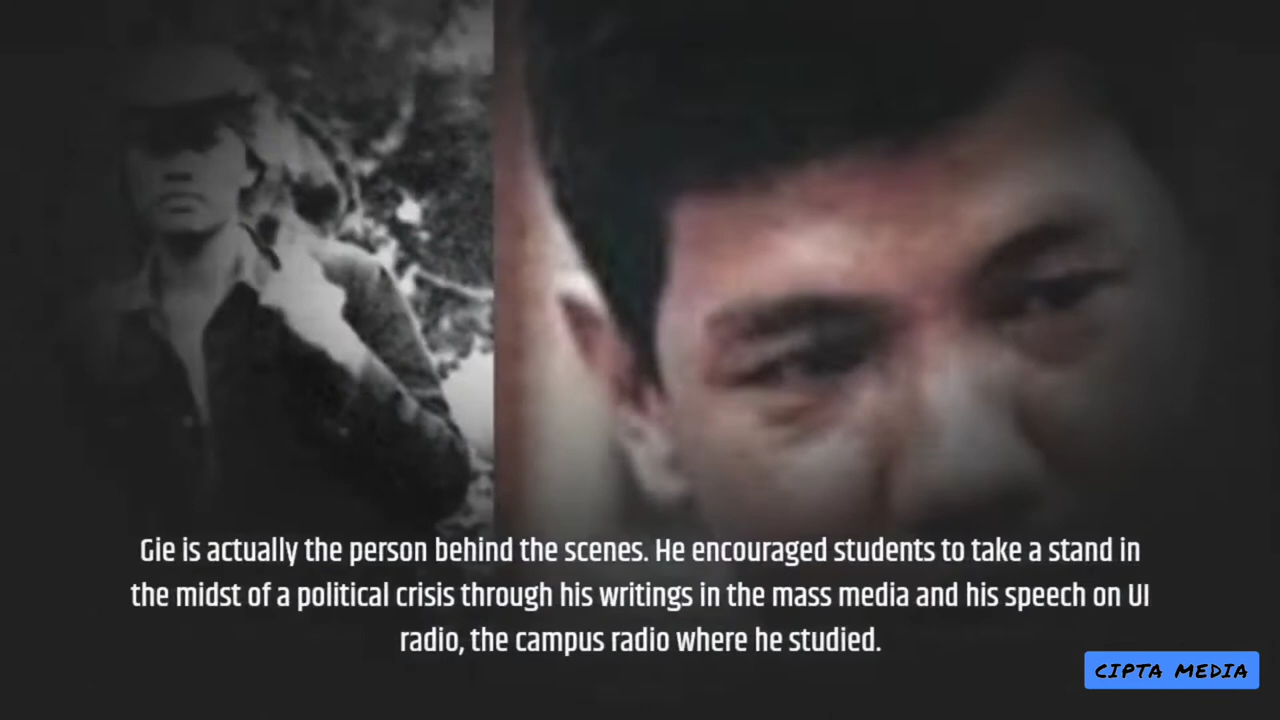 Gie is actually the person behind the scenes. He encouraged students to take a stand in
the midst of a political crisis through his writings in the mass media and his speech on UI
radio, the campus radio where he studied.
CIPTA MEDIA